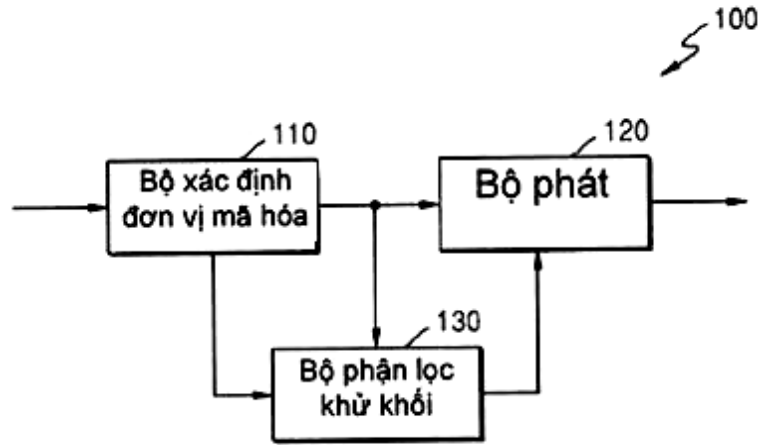 100
110
Bộ xác định
đơn vị mã hóa
120
Bộ phát
130
Bộ phận lọc
khử khối